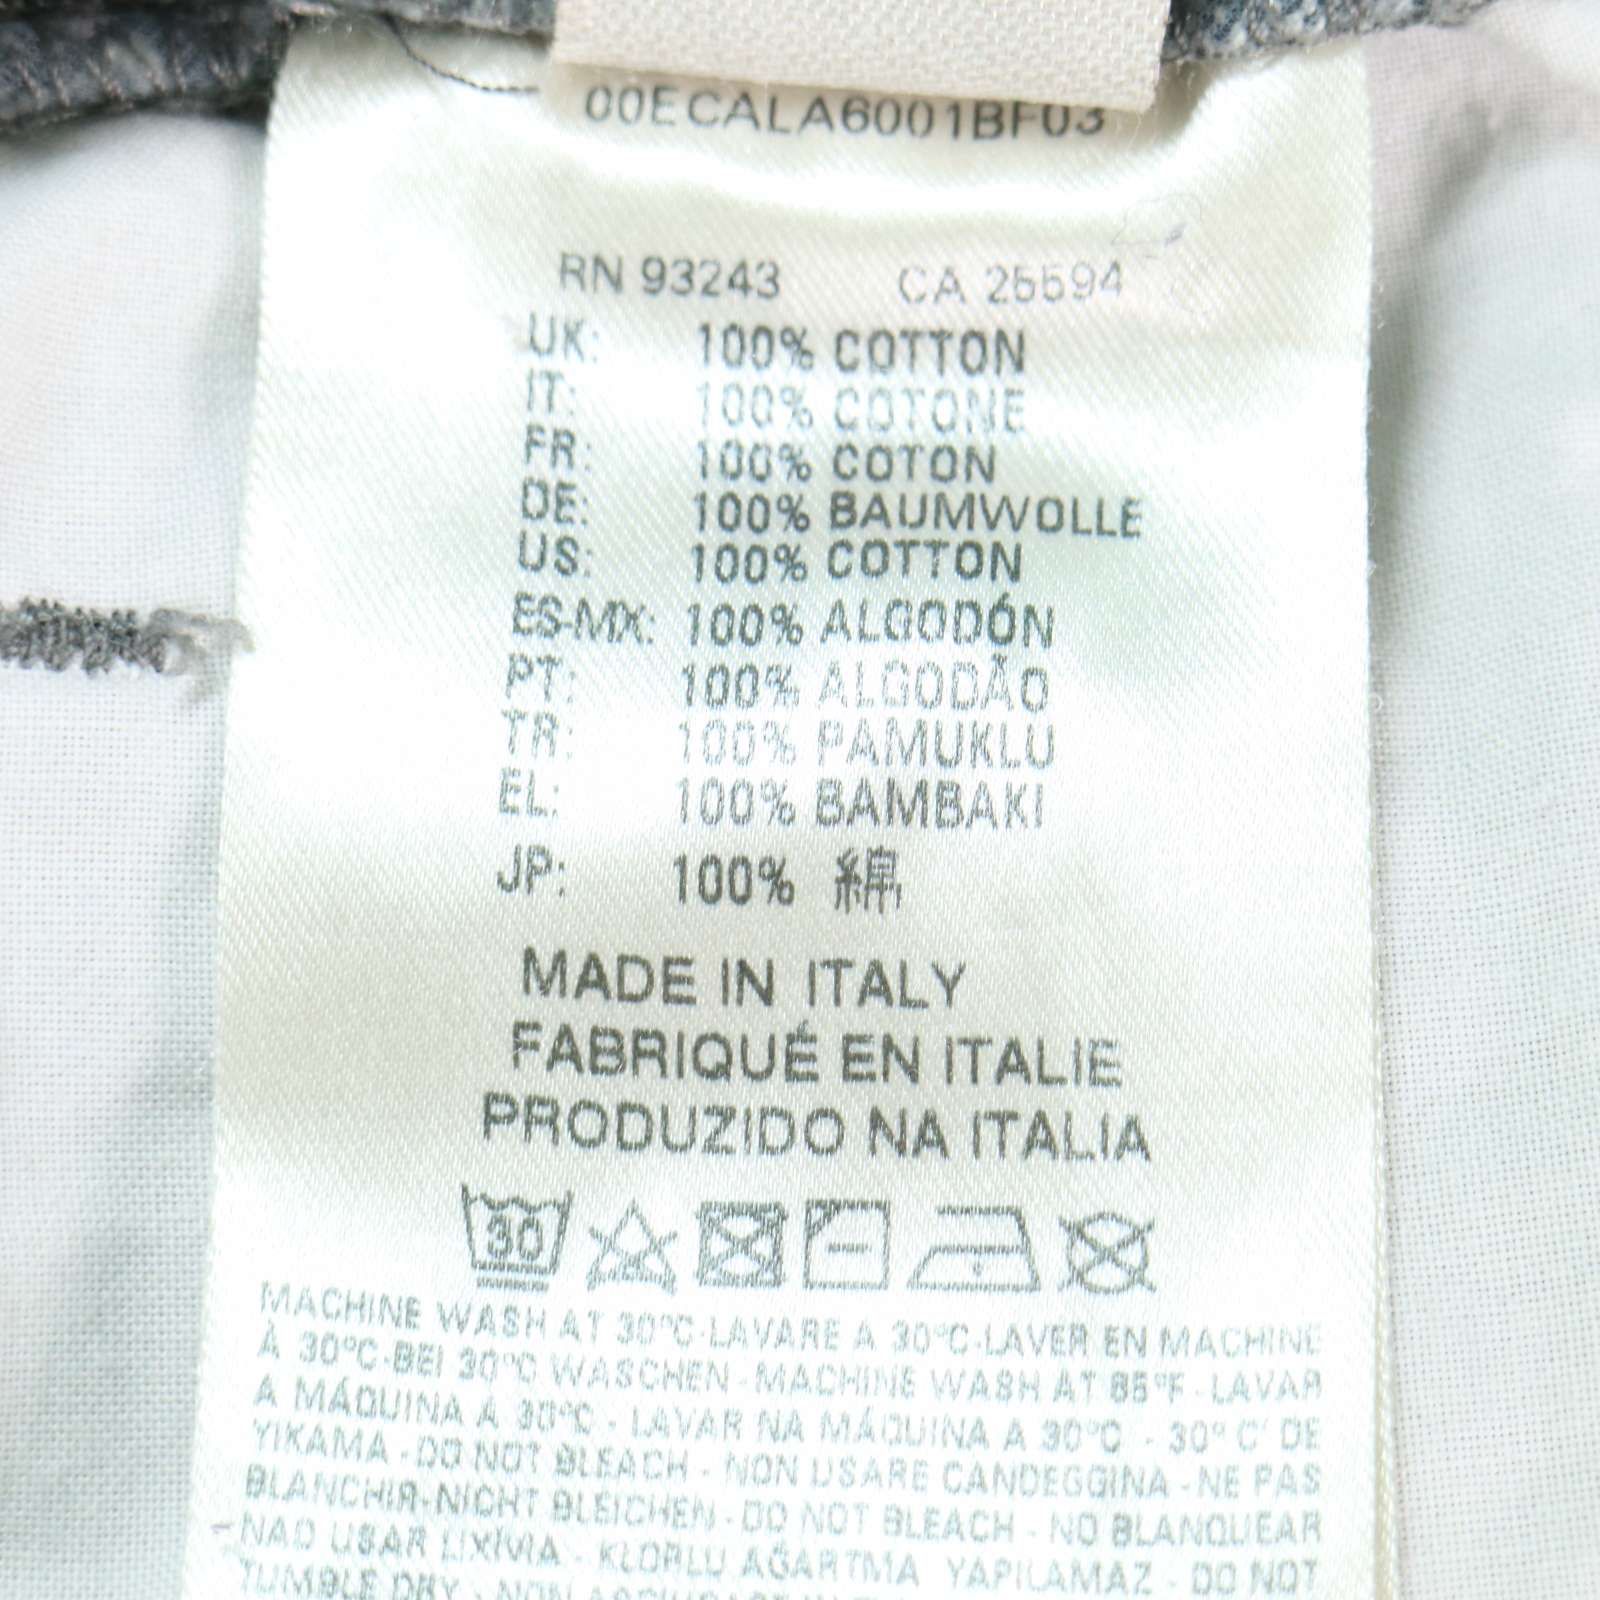 00ECALA6001BF03
RN 93243 CA 25594
UK: 100% COTTON
IT: 100% COTONE
FR: 100% COTON
DE: 100% BAUMWOLLE
US: 100% COTTON
ES-MX: 100% ALGODÓN
PT: 100% ALGODÃO
TR: 100% PAMUKLU
EL: 100% BAMBAKI
JP: 100% 綿
MADE IN ITALY
FABRIQUÉ EN ITALIE
PRODUZIDO NA ITALIA
30
MACHINE WASH AT 30°C-LAVARE A 30°C-LAVER EN MACHINE
À 30°C-BEI 30°C WASCHEN-MACHINE WASH AT 85°F-LAVAR
A MÁQUINA A 30°C - LAVAR NA MÁQUINA A 30°C - 30° C' DE
YIKAMA - DO NOT BLEACH - NON USARE CANDEGGINA - NE PAS
BLANCHIR-NICHT BLEICHEN-DO NOT BLEACH - NO BLANQUEAR
NAO USAR LIXÍVIA - KLORLU AĞARTMA YAPILAMAZ - DO NOT
TUMBLE DRY - NON